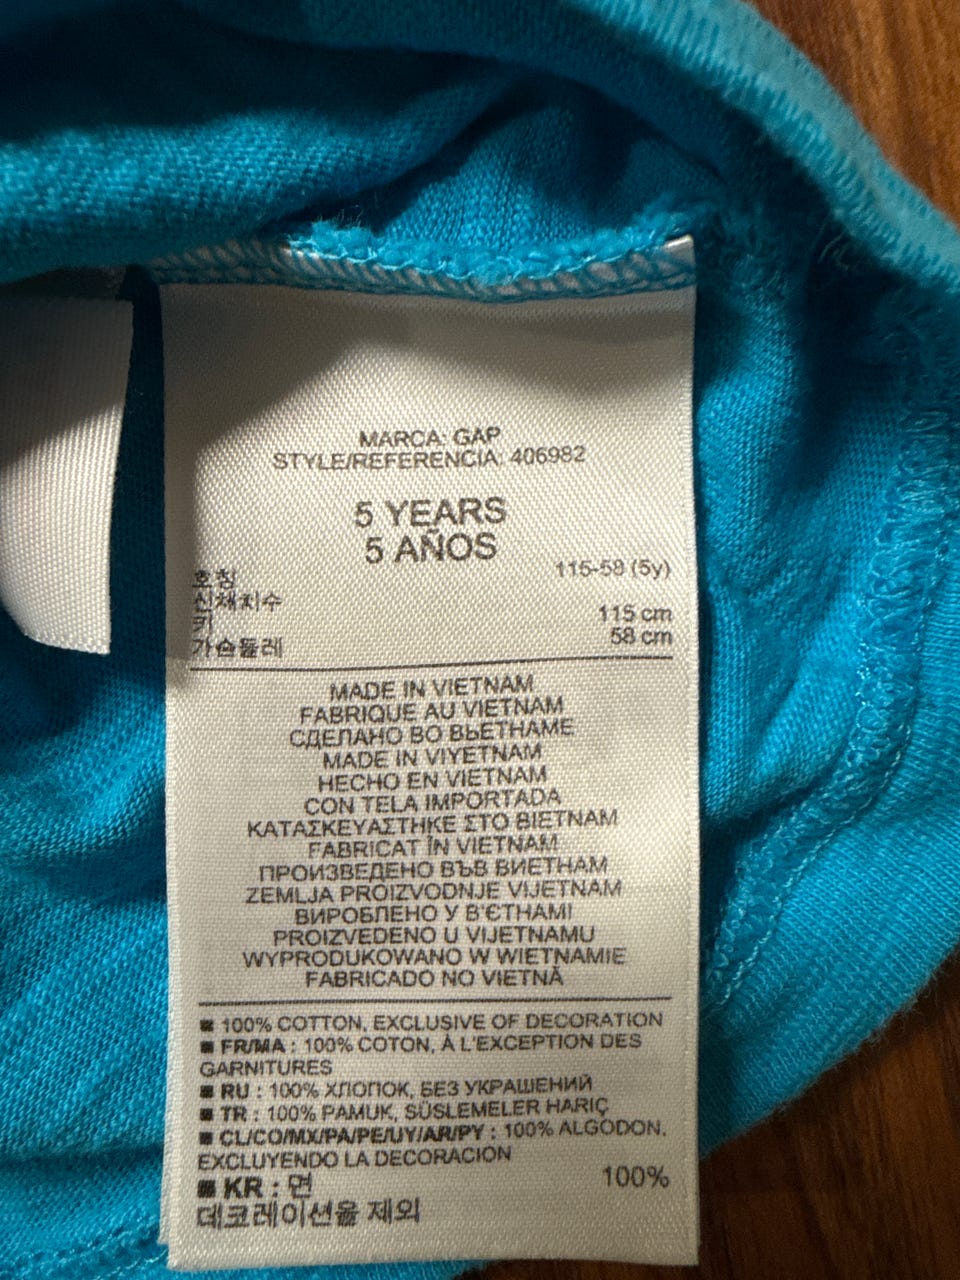 MARCA: GAP
STYLE/REFERENCIA: 406982
5 YEARS
5 AÑOS
호칭 115-58 (5y)
신체치수
키 115 cm
가슴둘레 58 cm
MADE IN VIETNAM
FABRIQUE AU VIETNAM
СДЕЛАНО ВО ВЬЕТНАМЕ
MADE IN VIYETNAM
HECHO EN VIETNAM
CON TELA IMPORTADA
ΚΑΤΑΣΚΕΥΑΣΤΗΚΕ ΣΤΟ ΒΙΕΤΝΑΜ
FABRICAT ÎN VIETNAM
ПРОИЗВЕДЕНО ВЪВ ВИЕТНАМ
ZEMLJA PROIZVODNJE VIJETNAM
ВИРОБЛЕНО У В'ЄТНАМІ
PROIZVEDENO U VIJETNAMU
WYPRODUKOWANO W WIETNAMIE
FABRICADO NO VIETNÃ
■ 100% COTTON, EXCLUSIVE OF DECORATION
■ FR/MA : 100% COTON, À L'EXCEPTION DES
GARNITURES
■ RU : 100% ХЛОПОК, БЕЗ УКРАШЕНИЙ
■ TR : 100% PAMUK, SÜSLEMELER HARIÇ
■ CL/CO/MX/PA/PE/UY/AR/PY : 100% ALGODON,
EXCLUYENDO LA DECORACION
■ KR : 면 100%
데코레이션을 제외